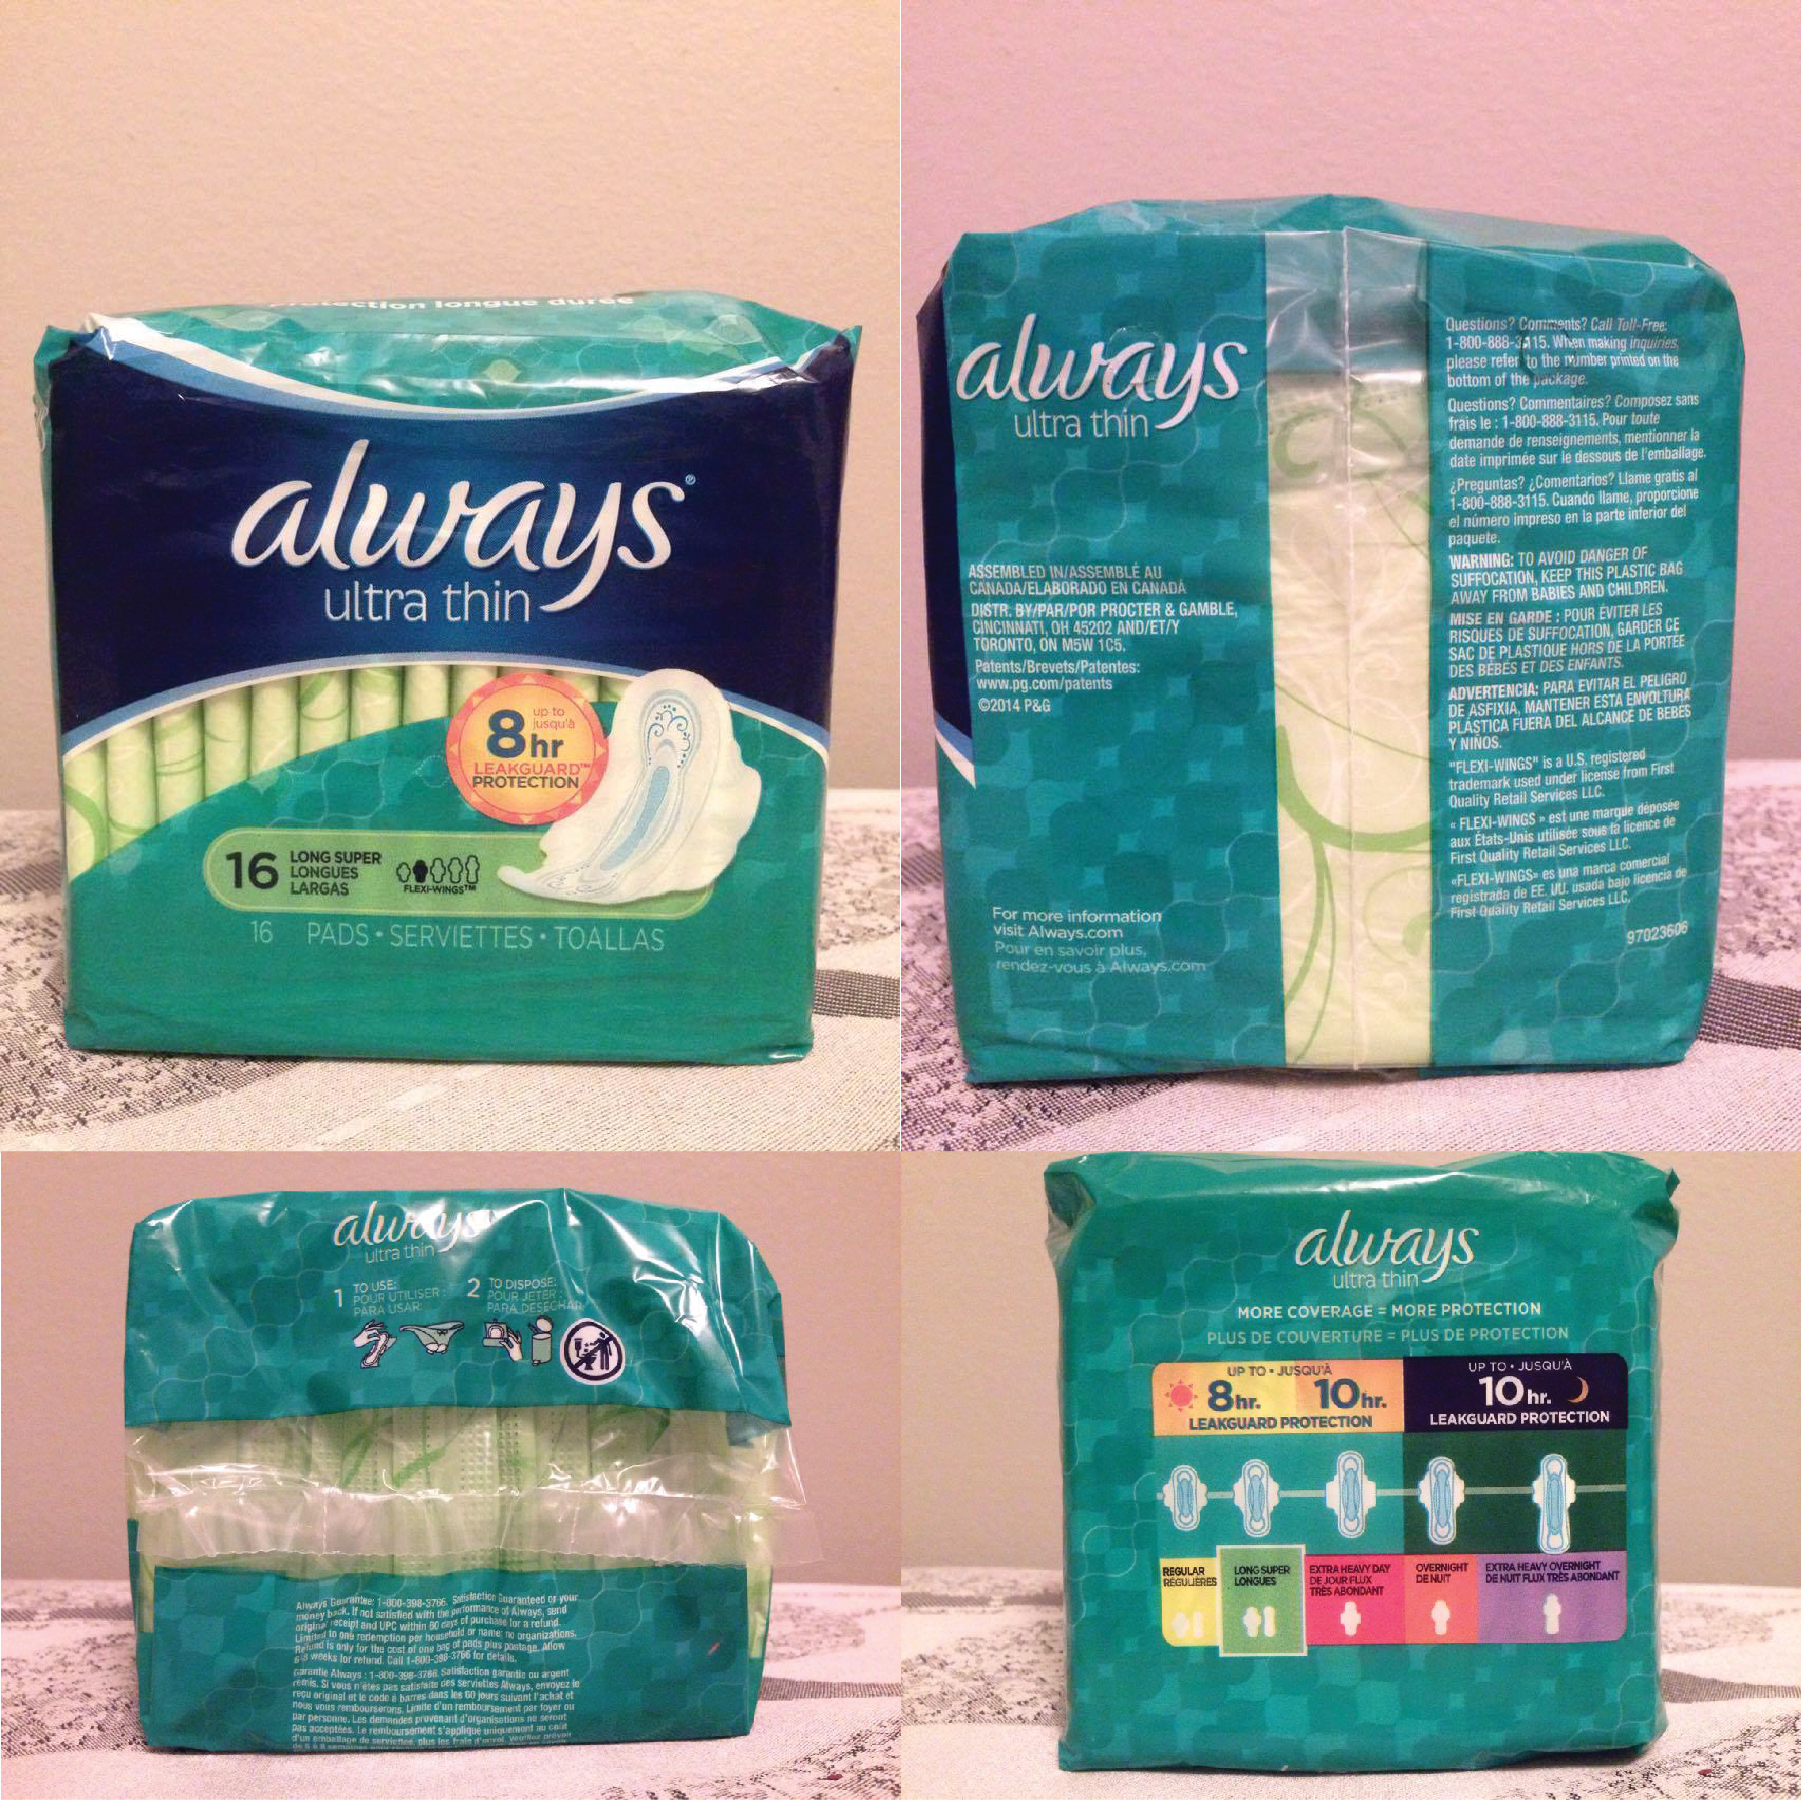 Protection longue durée
always®
ultra thin
8hr
up to
jusqu'à
LEAKGUARD™
PROTECTION
16
LONG SUPER
LONGUES
LARGAS
FLEXI-WINGS™
16 PADS • SERVIETTES • TOALLAS
always
ultra thin
ASSEMBLED IN/ASSEMBLÉ AU
CANADA/ELABORADO EN CANADÁ
DISTR. BY/PAR/POR PROCTER & GAMBLE,
CINCINNATI, OH 45202 AND/ET/Y
TORONTO, ON M5W 1C5.
Patents/Brevets/Patentes:
www.pg.com/patents
©2014 P&G
For more information
visit Always.com
Pour en savoir plus,
rendez-vous à Always.com
Questions? Comments? Call Toll-Free:
1-800-888-3115. When making inquiries,
please refer to the number printed on the
bottom of the package.
Questions? Commentaires? Composez sans
frais le : 1-800-888-3115. Pour toute
demande de renseignements, mentionner la
date imprimée sur le dessous de l'emballage.
¿Preguntas? ¿Comentarios? Llame gratis al
1-800-888-3115. Cuando llame, proporcione
el número impreso en la parte inferior del
paquete.
WARNING: TO AVOID DANGER OF
SUFFOCATION, KEEP THIS PLASTIC BAG
AWAY FROM BABIES AND CHILDREN.
MISE EN GARDE : POUR ÉVITER LES
RISQUES DE SUFFOCATION, GARDER CE
SAC DE PLASTIQUE HORS DE LA PORTÉE
DES BÉBÉS ET DES ENFANTS.
ADVERTENCIA: PARA EVITAR EL PELIGRO
DE ASFIXIA, MANTENER ESTA ENVOLTURA
PLÁSTICA FUERA DEL ALCANCE DE BEBÉS
Y NIÑOS.
"FLEXI-WINGS" is a U.S. registered
trademark used under license from First
Quality Retail Services LLC.
« FLEXI-WINGS » est une marque déposée
aux États-Unis utilisée sous la licence de
First Quality Retail Services LLC.
«FLEXI-WINGS» es una marca comercial
registrada de EE. UU. usada bajo licencia de
First Quality Retail Services LLC.
97023606
always
ultra thin
1 TO USE:
POUR UTILISER :
PARA USAR:
2 TO DISPOSE:
POUR JETER :
PARA DESECHAR:
Always Guarantee: 1-800-398-3766. Satisfaction Guaranteed or your
money back. If not satisfied with the performance of Always, send
original receipt and UPC within 60 days of purchase for a refund.
Limited to one redemption per household or name; no organizations.
Refund is only for the cost of one bag of pads plus postage. Allow
6-8 weeks for refund. Call 1-800-398-3766 for details.
Garantie Always : 1-800-398-3766. Satisfaction garantie ou argent
remis. Si vous n'êtes pas satisfaite des serviettes Always, envoyez le
reçu original et le code à barres dans les 60 jours suivant l'achat et
nous vous rembourserons. Limite d'un remboursement par foyer ou
par personne. Les demandes provenant d'organisations ne seront
pas acceptées. Le remboursement s'applique uniquement au coût
d'un emballage de serviettes, plus les frais d'envoi. Veuillez prévoir
de 6 à 8 semaines
always
ultra thin
MORE COVERAGE = MORE PROTECTION
PLUS DE COUVERTURE = PLUS DE PROTECTION
UP TO • JUSQU'À
8hr. 10hr.
LEAKGUARD PROTECTION
UP TO • JUSQU'À
10hr.
LEAKGUARD PROTECTION
REGULAR
RÉGULIÈRES
LONG SUPER
LONGUES
EXTRA HEAVY DAY
DE JOUR FLUX
TRÈS ABONDANT
OVERNIGHT
DE NUIT
EXTRA HEAVY OVERNIGHT
DE NUIT FLUX TRÈS ABONDANT